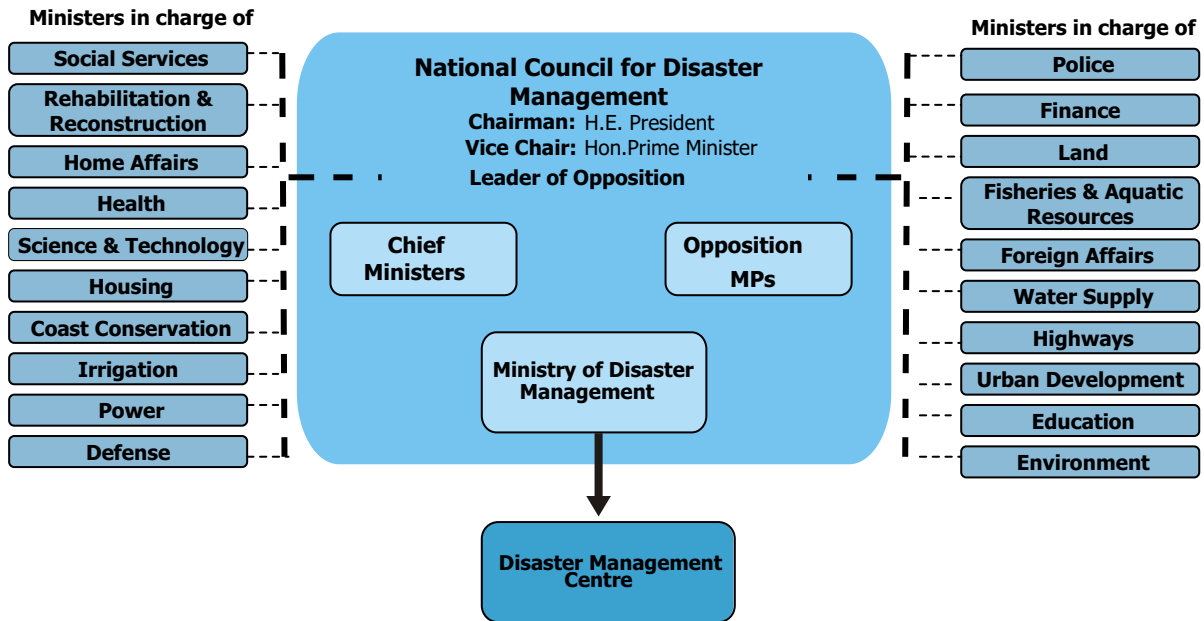 Ministers in charge of
Social Services
Rehabilitation &
Reconstruction
Home Affairs
Health
Science & Technology
Housing
Coast Conservation
Irrigation
Power
Defense
National Council for Disaster
Management
Chairman: H.E. President
Vice Chair: Hon.Prime Minister
Leader of Opposition
Chief
Ministers
Opposition
MPs
Ministry of Disaster
Management
Disaster Management
Centre
Ministers in charge of
Police
Finance
Land
Fisheries & Aquatic
Resources
Foreign Affairs
Water Supply
Highways
Urban Development
Education
Environment